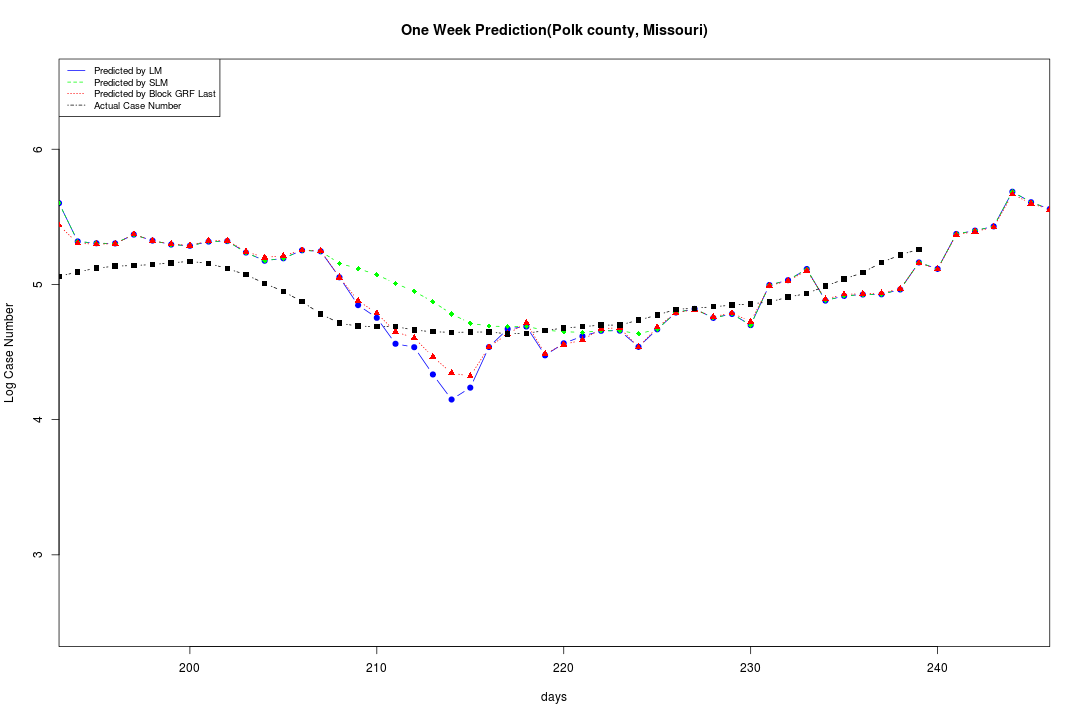 One Week Prediction(Polk county, Missouri)
Predicted by LM
Predicted by SLM
Predicted by Block GRF Last
Actual Case Number
6
5
4
3
Log Case Number
200 210 220 230 240
days